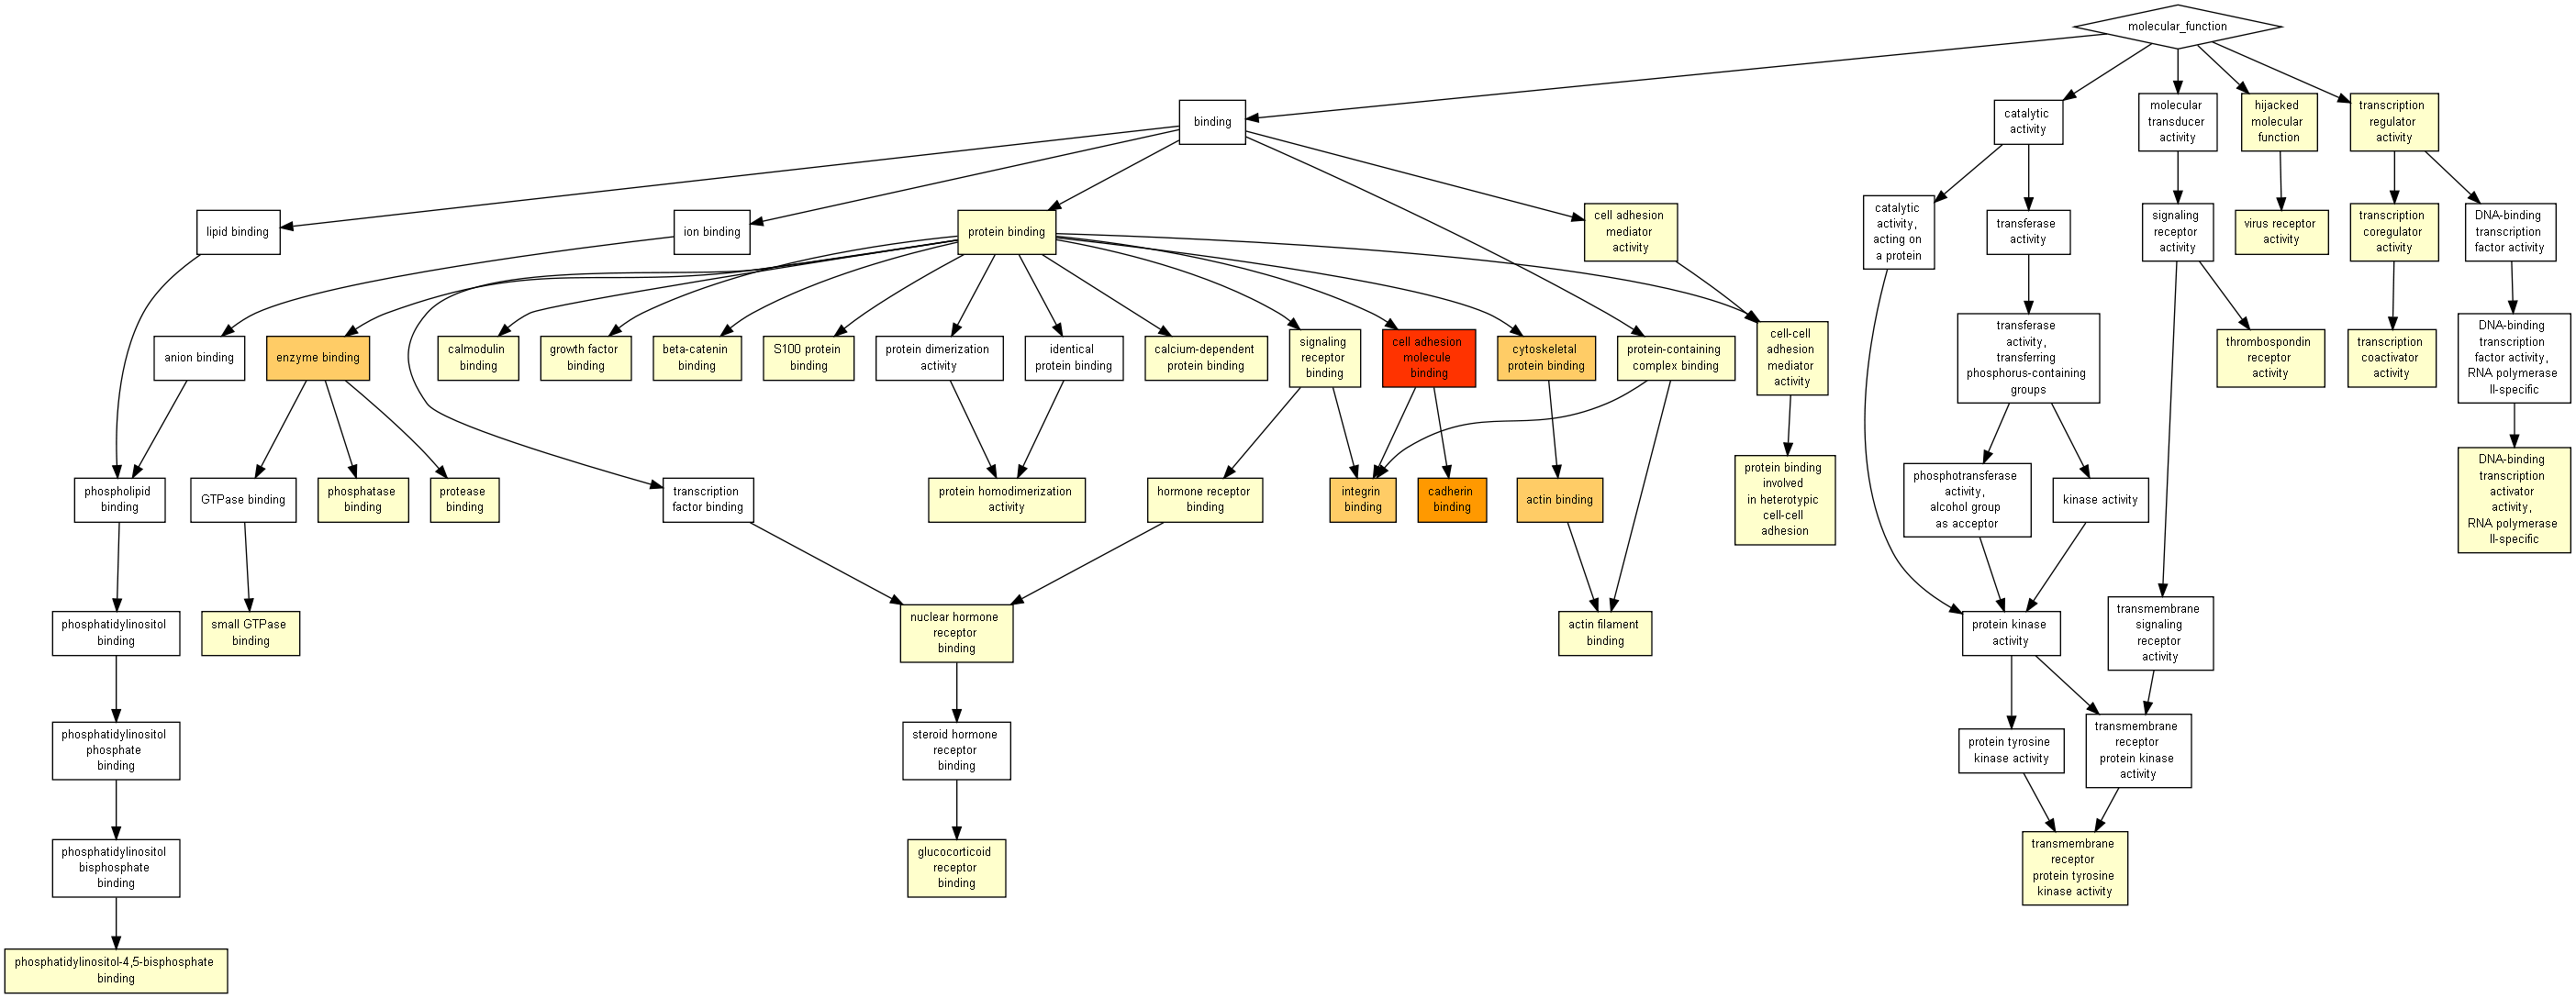 molecular_function
binding
catalytic
activity
molecular
transducer
activity
hijacked
molecular
function
transcription
regulator
activity
lipid binding
ion binding
protein binding
cell adhesion
mediator
activity
catalytic
activity,
acting on
a protein
transferase
activity
signaling
receptor
activity
virus receptor
activity
transcription
coregulator
activity
DNA-binding
transcription
factor activity
anion binding
enzyme binding
calmodulin
binding
growth factor
binding
beta-catenin
binding
S100 protein
binding
protein dimerization
activity
identical
protein binding
calcium-dependent
protein binding
signaling
receptor
binding
cell adhesion
molecule
binding
cytoskeletal
protein binding
protein-containing
complex binding
cell-cell
adhesion
mediator
activity
transferase
activity,
transferring
phosphorus-containing
groups
thrombospondin
receptor
activity
transcription
coactivator
activity
DNA-binding
transcription
factor activity,
RNA polymerase
II-specific
phospholipid
binding
GTPase binding
phosphatase
binding
protease
binding
transcription
factor binding
protein homodimerization
activity
hormone receptor
binding
integrin
binding
cadherin
binding
actin binding
protein binding
involved
in heterotypic
cell-cell
adhesion
phosphotransferase
activity,
alcohol group
as acceptor
kinase activity
DNA-binding
transcription
activator
activity,
RNA polymerase
II-specific
phosphatidylinositol
binding
small GTPase
binding
nuclear hormone
receptor
binding
actin filament
binding
protein kinase
activity
transmembrane
signaling
receptor
activity
phosphatidylinositol
phosphate
binding
steroid hormone
receptor
binding
protein tyrosine
kinase activity
transmembrane
receptor
protein kinase
activity
phosphatidylinositol
bisphosphate
binding
glucocorticoid
receptor
binding
transmembrane
receptor
protein tyrosine
kinase activity
phosphatidylinositol-4,5-bisphosphate
binding